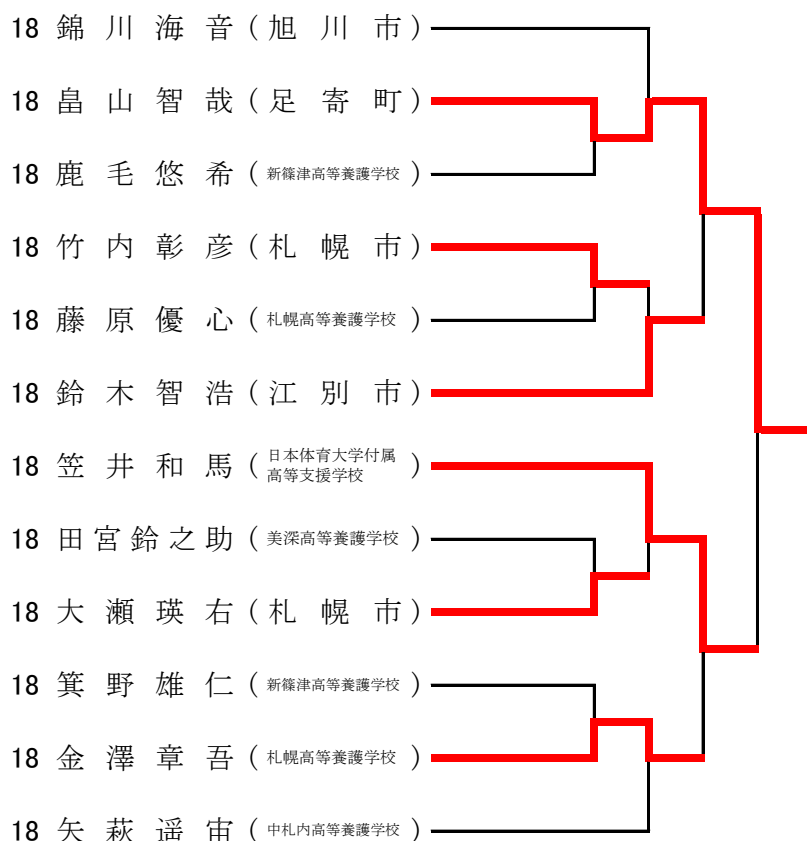 18 錦川海音(旭川市)
18 畠山智哉(足寄町)
18 鹿毛悠希(新篠津高等養護学校)
18 竹内彰彦(札幌市)
18 藤原優心(札幌高等養護学校)
18 鈴木智浩(江別市)
18 笠井和馬(日本体育大学付属
高等支援学校)
18 田宮鈴之助(美深高等養護学校)
18 大瀬瑛右(札幌市)
18 箕野雄仁(新篠津高等養護学校)
18 金澤章吾(札幌高等養護学校)
18 矢萩遥宙(中札内高等養護学校)